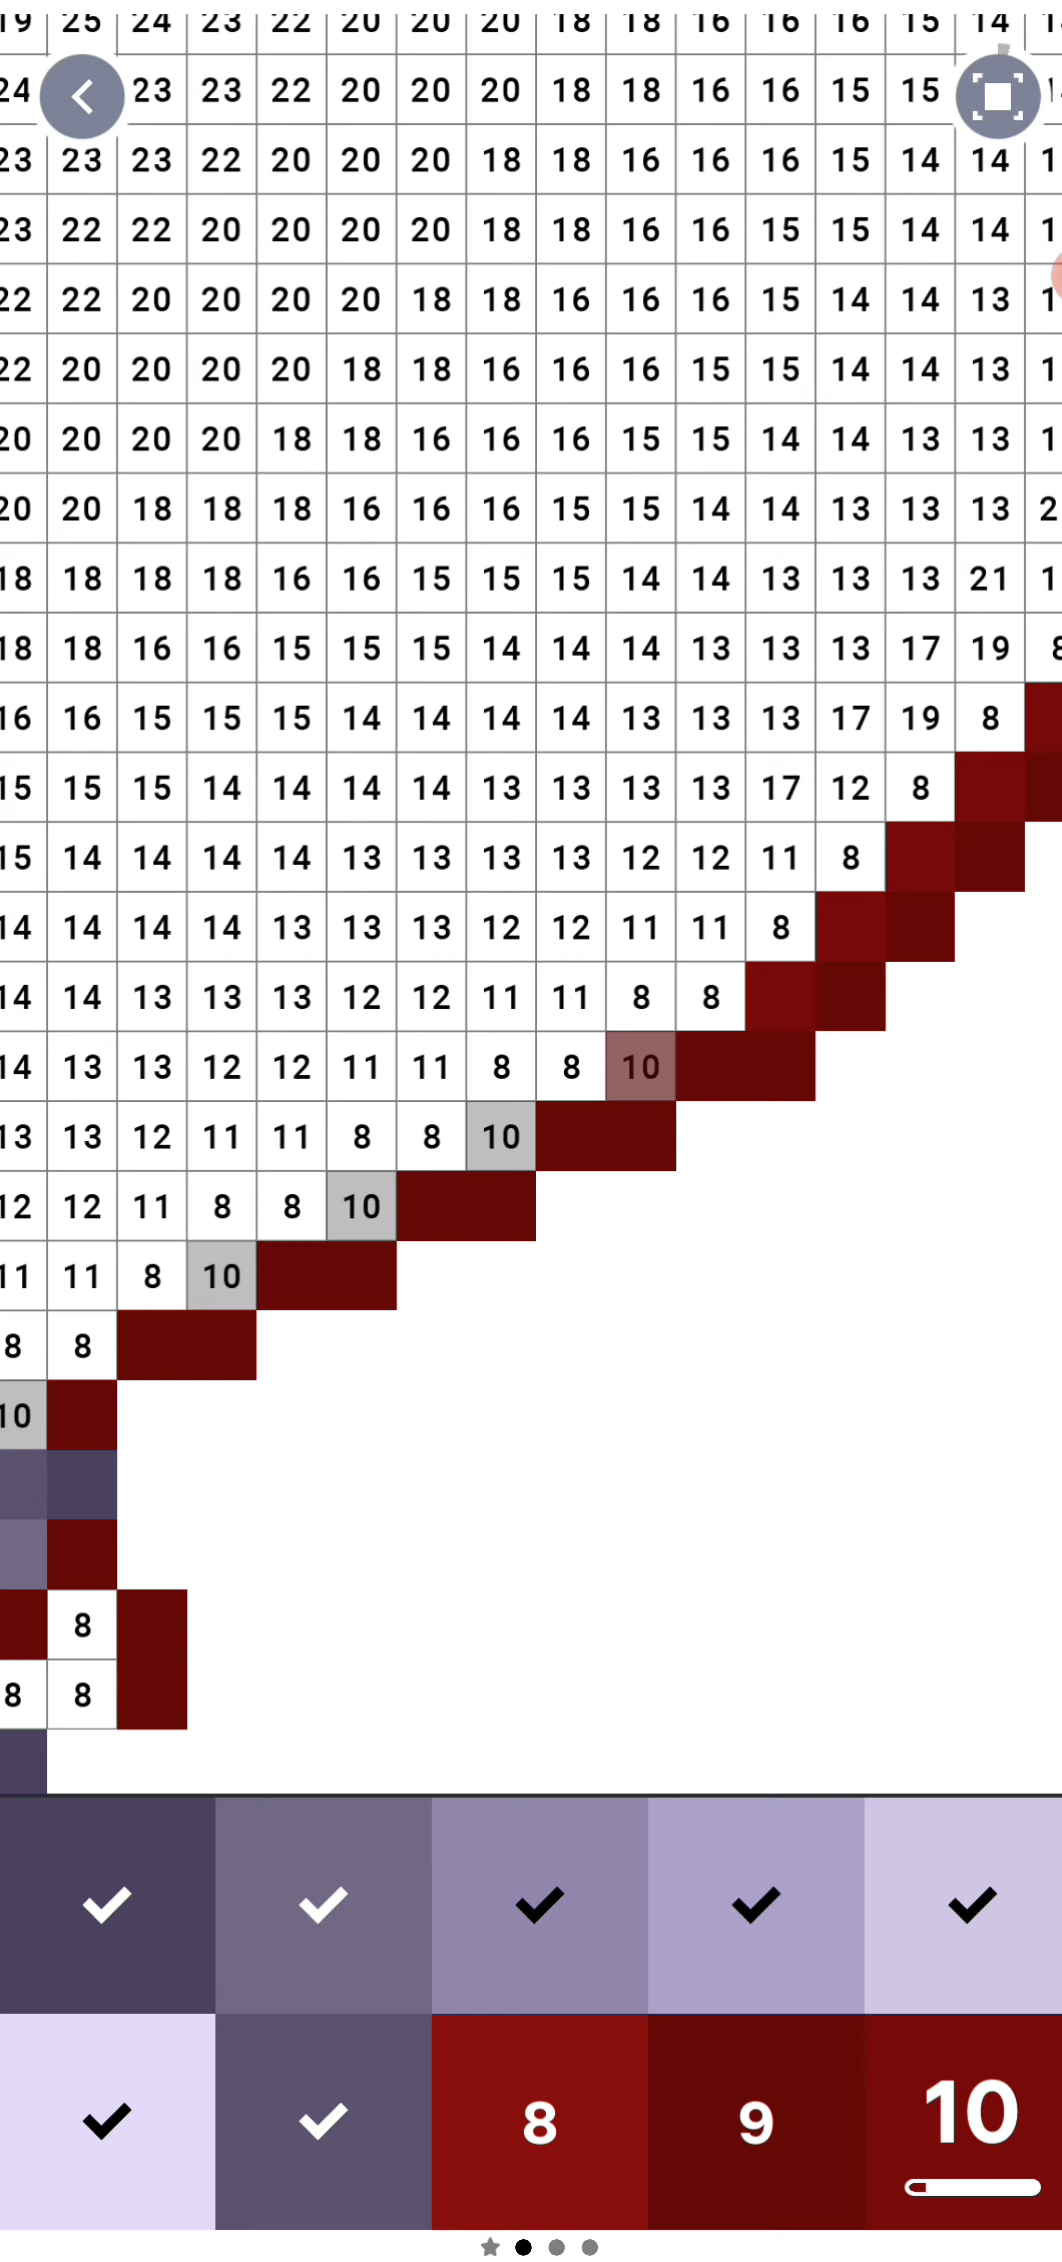 19 25 24 23 22 20 20 20 18 18 16 16 16 15 14
24 23 23 22 20 20 20 18 18 16 16 15 15
23 23 23 22 20 20 20 18 18 16 16 16 15 14 14 1
23 22 22 20 20 20 20 18 18 16 16 15 15 14 14 1
22 22 20 20 20 20 18 18 16 16 16 15 14 14 13 1
22 20 20 20 20 18 18 16 16 16 15 15 14 14 13 1
20 20 20 20 18 18 16 16 16 15 15 14 14 13 13 1
20 20 18 18 18 16 16 16 15 15 14 14 13 13 13 2
18 18 18 18 16 16 15 15 15 14 14 13 13 13 21 1
18 18 16 16 15 15 15 14 14 14 13 13 13 17 19 8
16 16 15 15 15 14 14 14 14 13 13 13 17 19 8
15 15 15 14 14 14 14 13 13 13 13 17 12 8
15 14 14 14 14 13 13 13 13 12 12 11 8
14 14 14 14 13 13 13 12 12 11 11 8
14 14 13 13 13 12 12 11 11 8 8
14 13 13 12 12 11 11 8 8 10
13 13 12 11 11 8 8 10
12 12 11 8 8 10
11 11 8 10
8 8
10
8
8 8
8 9 10